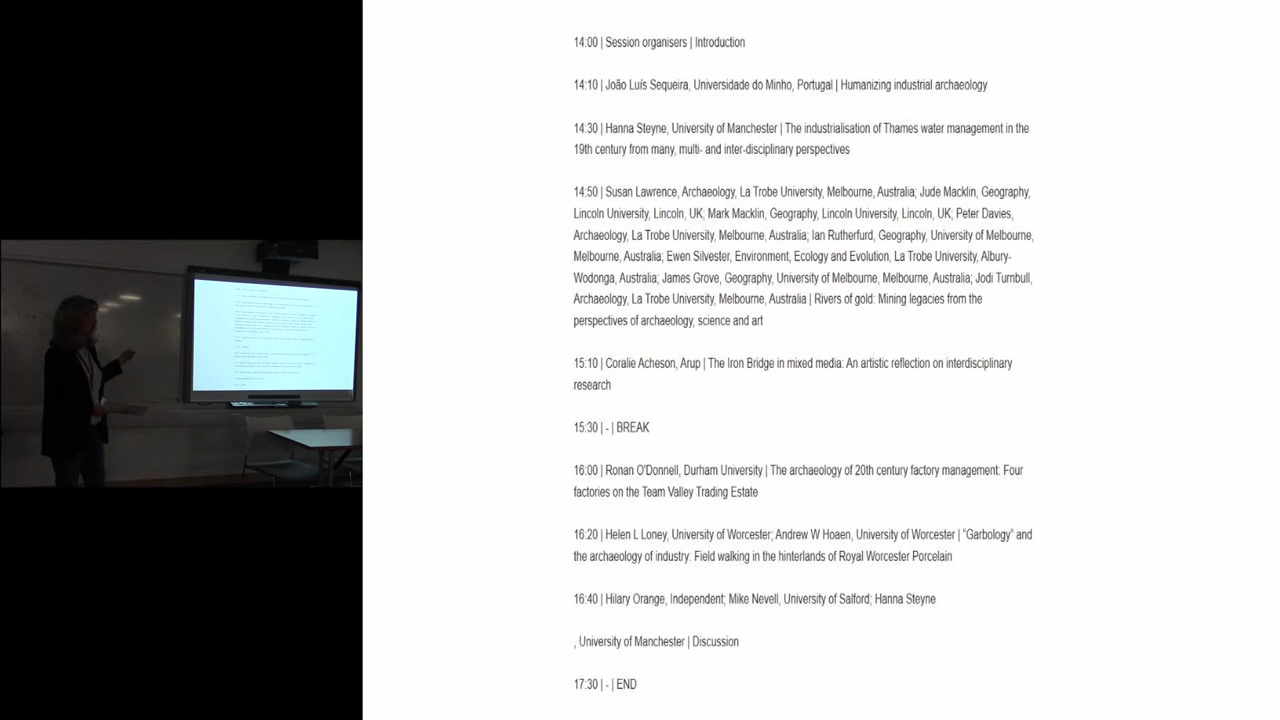 14:00 | Session organisers | Introduction
14:10 | João Luís Sequeira, Universidade do Minho, Portugal | Humanizing industrial archaeology
14:30 | Hanna Steyne, University of Manchester | The industrialisation of Thames water management in the
19th century from many, multi- and inter-disciplinary perspectives
14:50 | Susan Lawrence, Archaeology, La Trobe University, Melbourne, Australia; Jude Macklin, Geography,
Lincoln University, Lincoln, UK, Mark Macklin, Geography, Lincoln University, Lincoln, UK; Peter Davies,
Archaeology, La Trobe University, Melbourne, Australia; Ian Rutherfurd, Geography, University of Melbourne,
Melbourne, Australia; Ewen Silvester, Environment, Ecology and Evolution, La Trobe University, Albury-
Wodonga, Australia; James Grove, Geography, University of Melbourne, Melbourne, Australia; Jodi Turnbull,
Archaeology, La Trobe University, Melbourne, Australia | Rivers of gold: Mining legacies from the
perspectives of archaeology, science and art
15:10 | Coralie Acheson, Arup | The Iron Bridge in mixed media: An artistic reflection on interdisciplinary
research
15:30 | - | BREAK
16:00 | Ronan O'Donnell, Durham University | The archaeology of 20th century factory management: Four
factories on the Team Valley Trading Estate
16:20 | Helen L Loney, University of Worcester; Andrew W Hoaen, University of Worcester | “Garbology” and
the archaeology of industry: Field walking in the hinterlands of Royal Worcester Porcelain
16:40 | Hilary Orange, Independent; Mike Nevell, University of Salford; Hanna Steyne
, University of Manchester | Discussion
17:30 | - | END